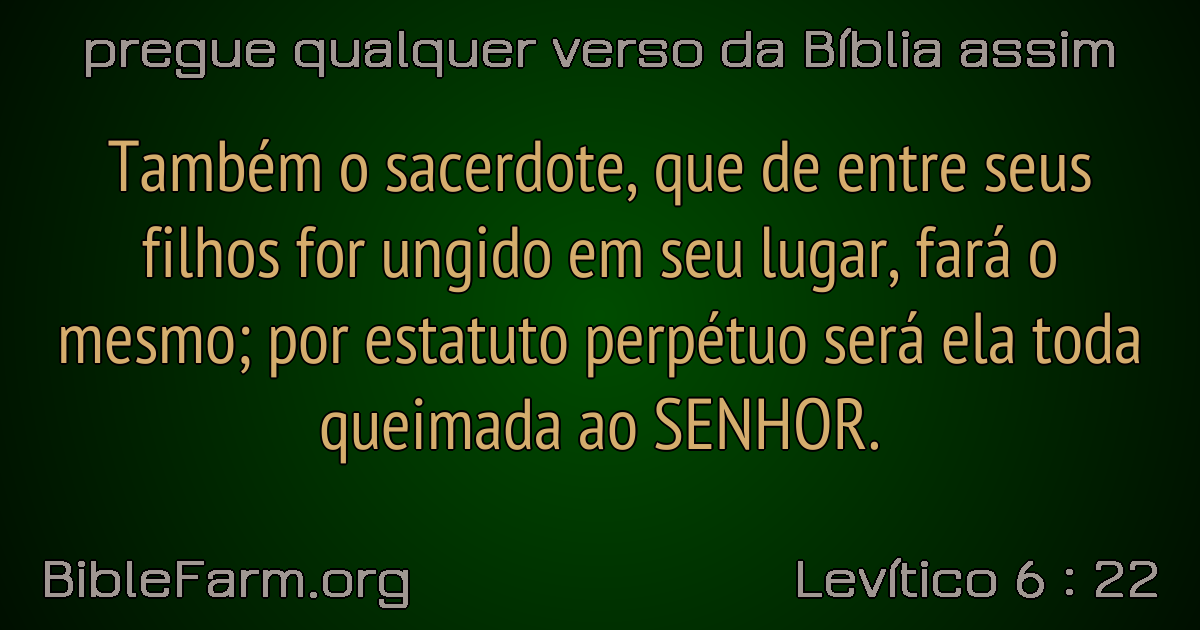 pregue qualquer verso da Bíblia assim
Também o sacerdote, que de entre seus
filhos for ungido em seu lugar, fará o
mesmo; por estatuto perpétuo será ela toda
queimada ao SENHOR.
BibleFarm.org
Levítico 6 : 22